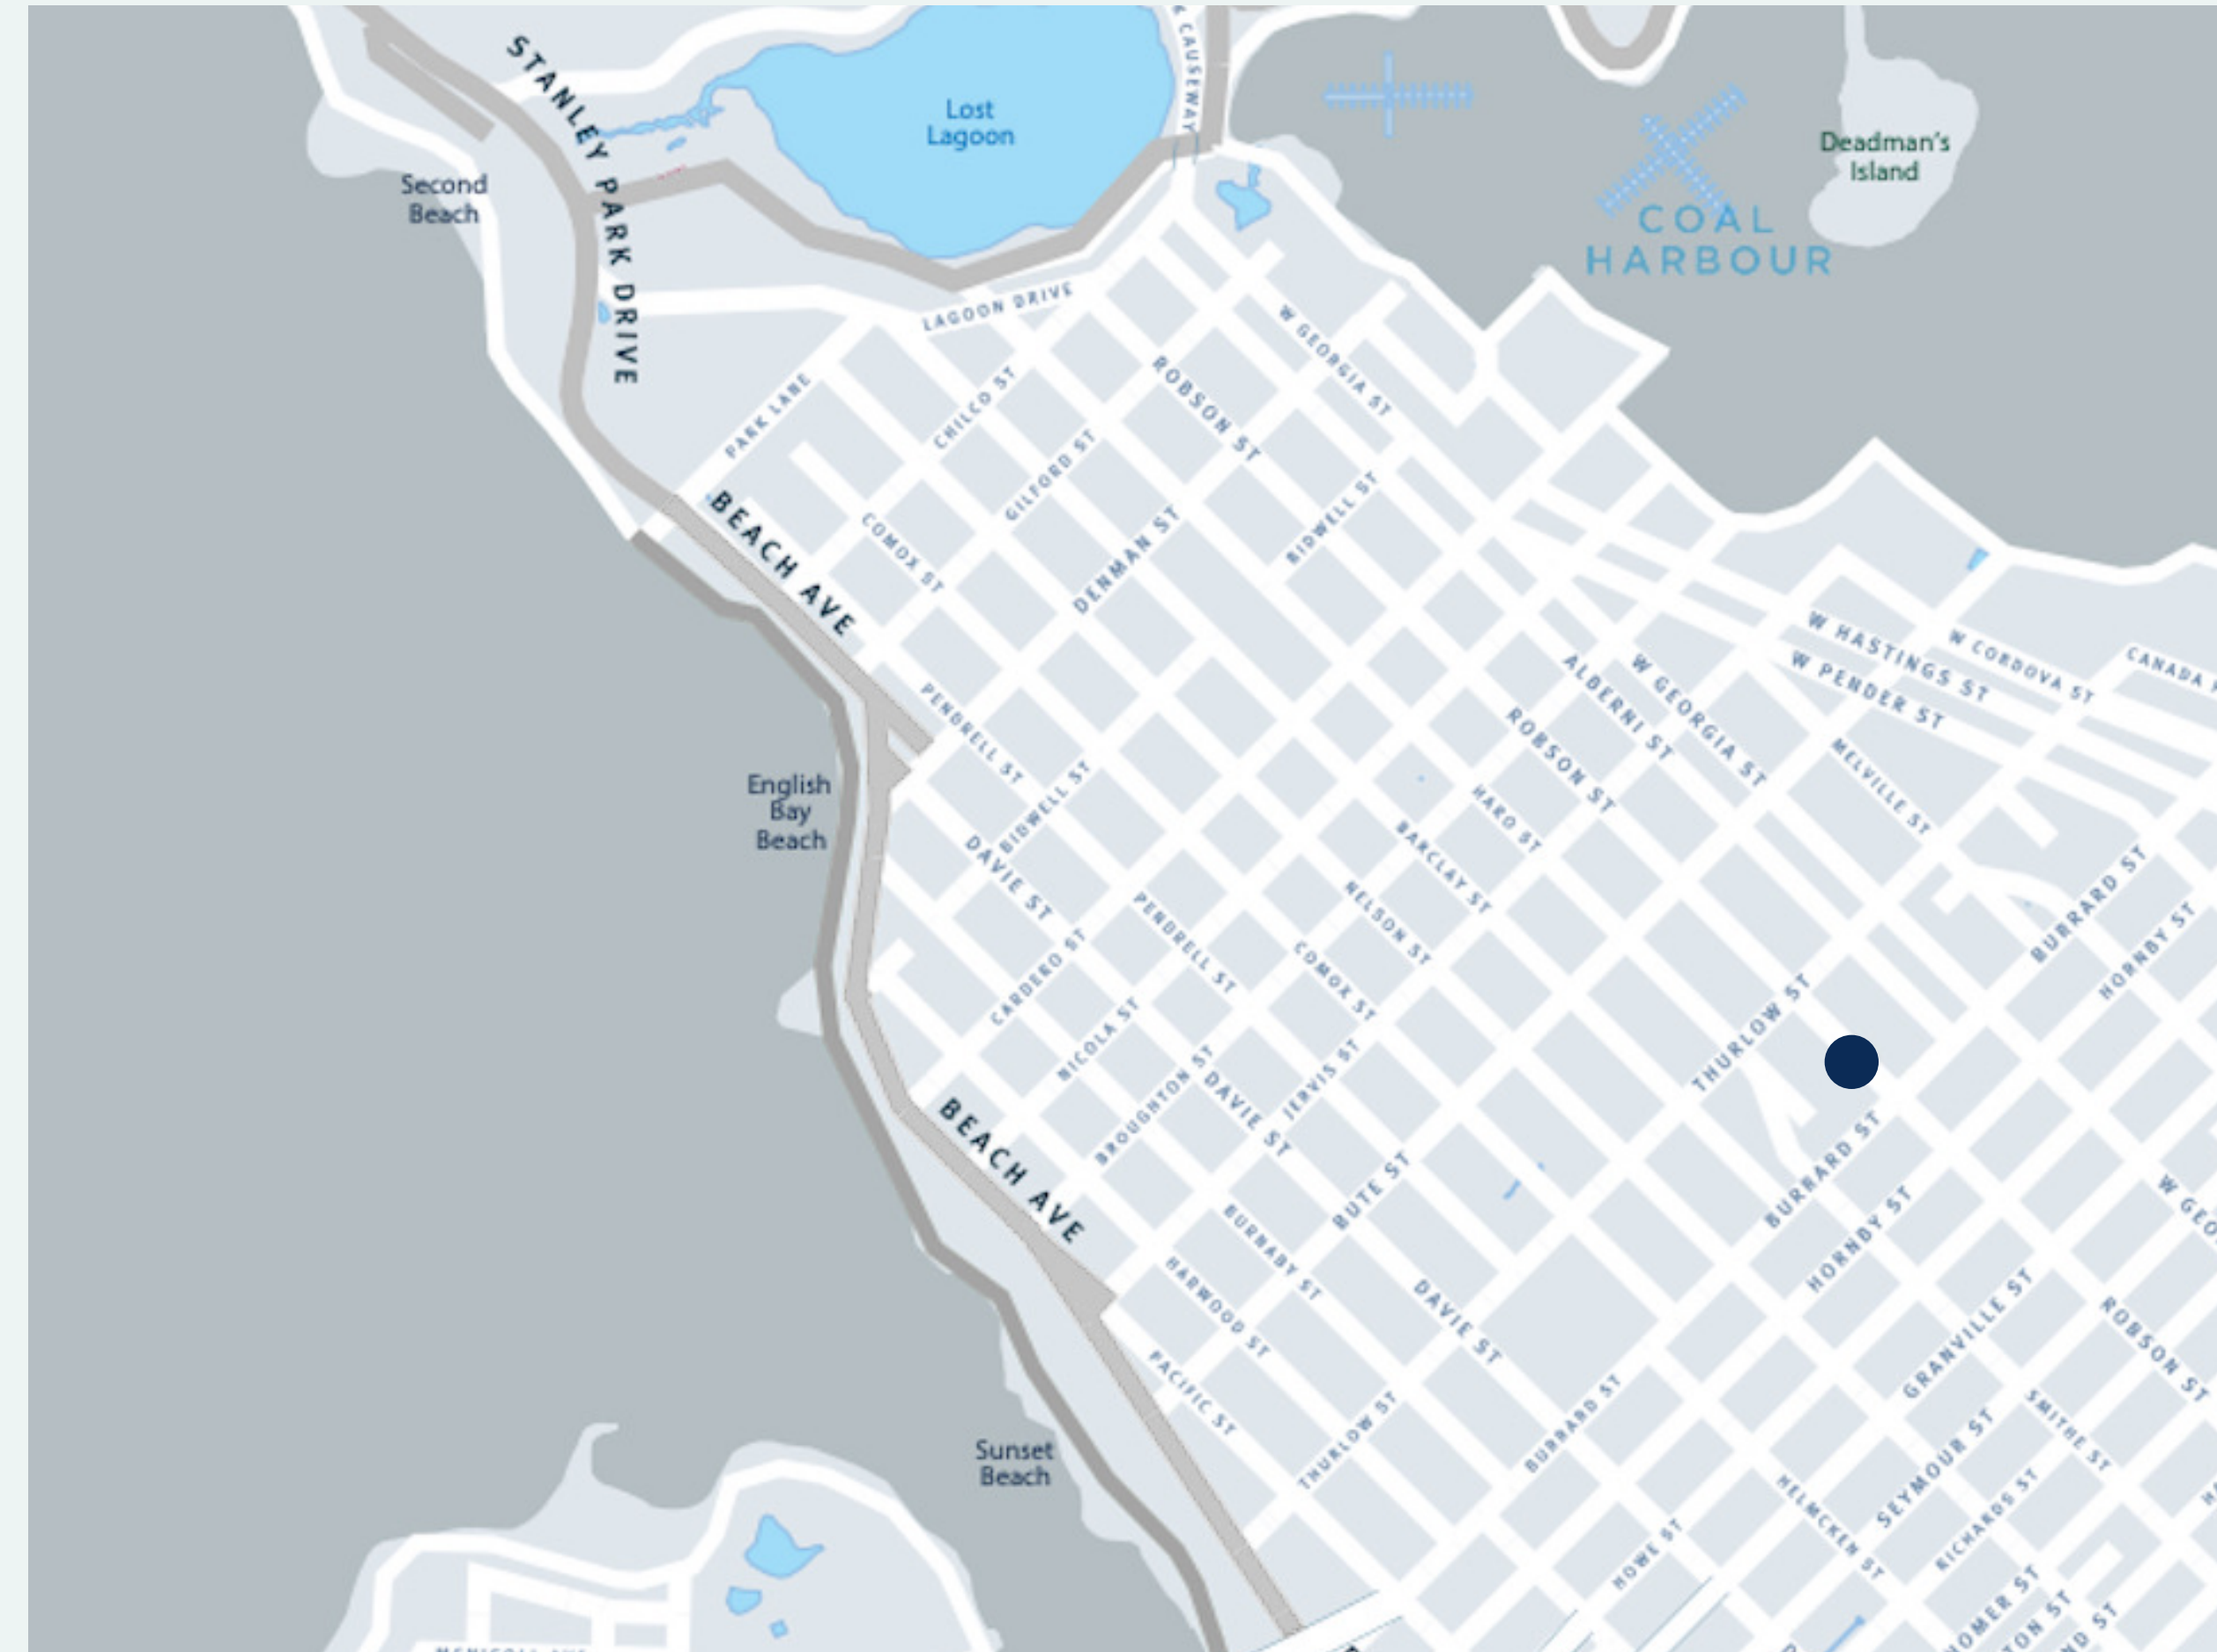 STANLEY PARK DRIVE
CAUSEWAY
Lost
Lagoon
Deadman's
Island
COAL
HARBOUR
Second
Beach
LAGOON DRIVE
W GEORGIA ST
ROBSON ST
PARK LANE
CHILCO ST
GILFORD ST
BIDWELL ST
DENMAN ST
BEACH AVE
COMOX ST
W HASTINGS ST
W CORDOVA ST
CANADA
W PENDER ST
ALBERNI ST
W GEORGIA ST
PENDRELL ST
ROBSON ST
MELVILLE ST
English
Bay
Beach
BIDWELL ST
HARO ST
DAVIE ST
BARCLAY ST
BURRARD ST
NELSON ST
HORNBY ST
PENDRELL ST
CARDERO ST
COMOX ST
THURLOW ST
NICOLA ST
JERVIS ST
BROUGHTON ST
DAVIE ST
BEACH AVE
BURRARD ST
BUTE ST
HORNBY ST
W GEO
BURNABY ST
HARWOOD ST
GRANVILLE ST
DAVIE ST
ROBSON ST
PACIFIC ST
BURRARD ST
SMITHE ST
THURLOW ST
SEYMOUR ST
Sunset
Beach
HELMCKEN ST
RICHARDS ST
HOWE ST
HOMER ST